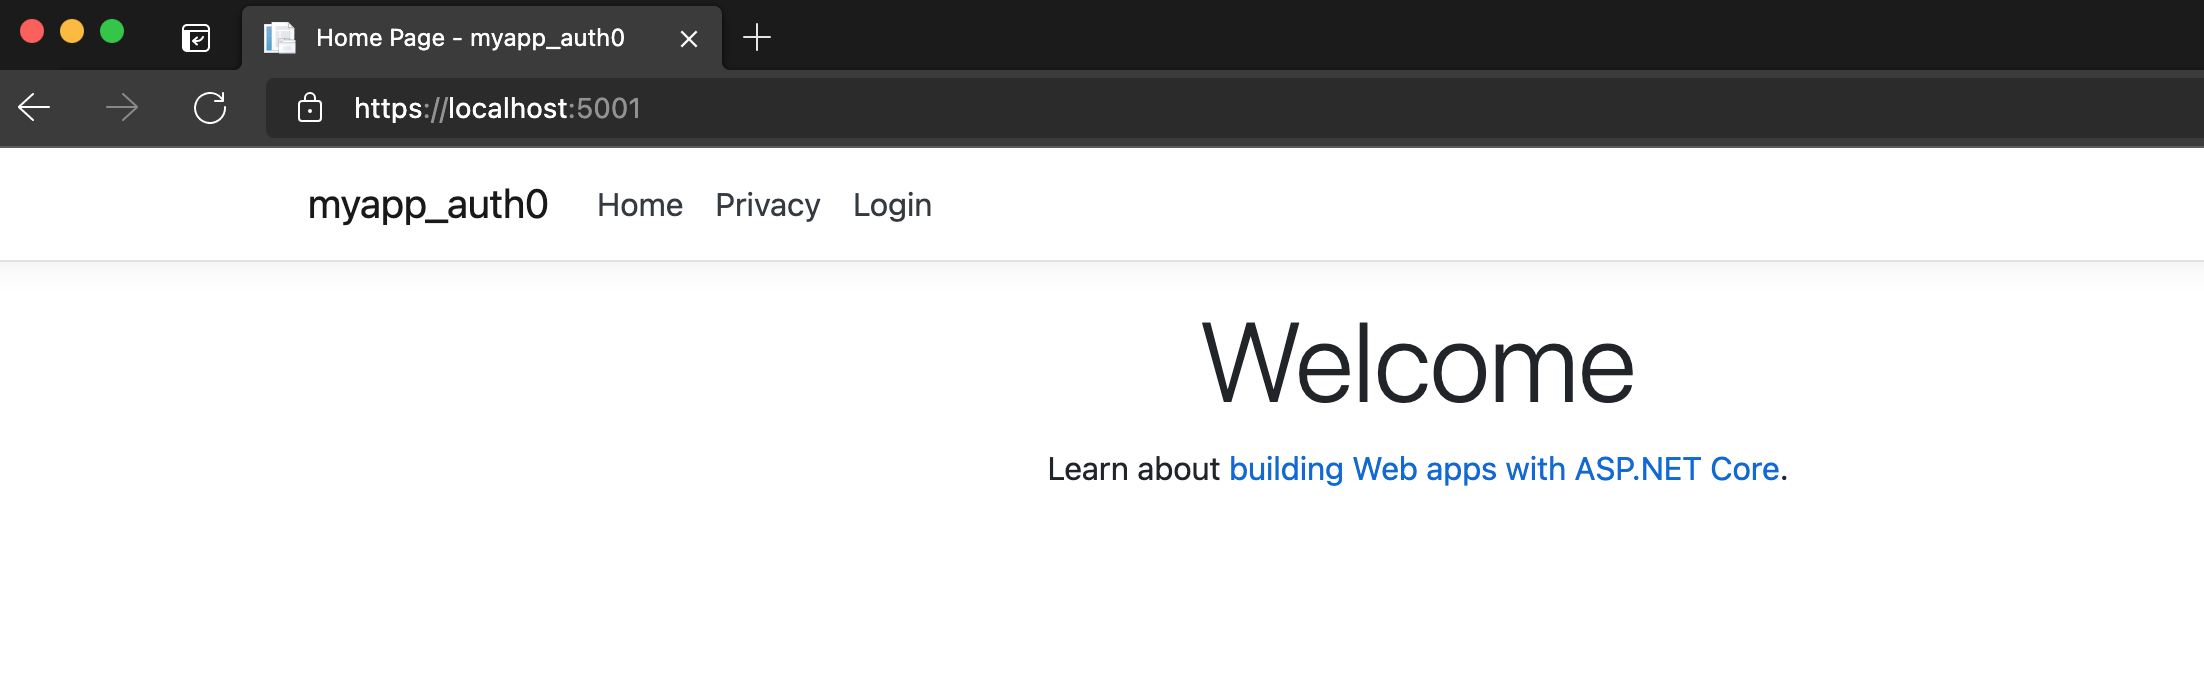 Home Page - myapp_auth0
https://localhost:5001
myapp_auth0 Home Privacy Login
Welcome
Learn about building Web apps with ASP.NET Core.